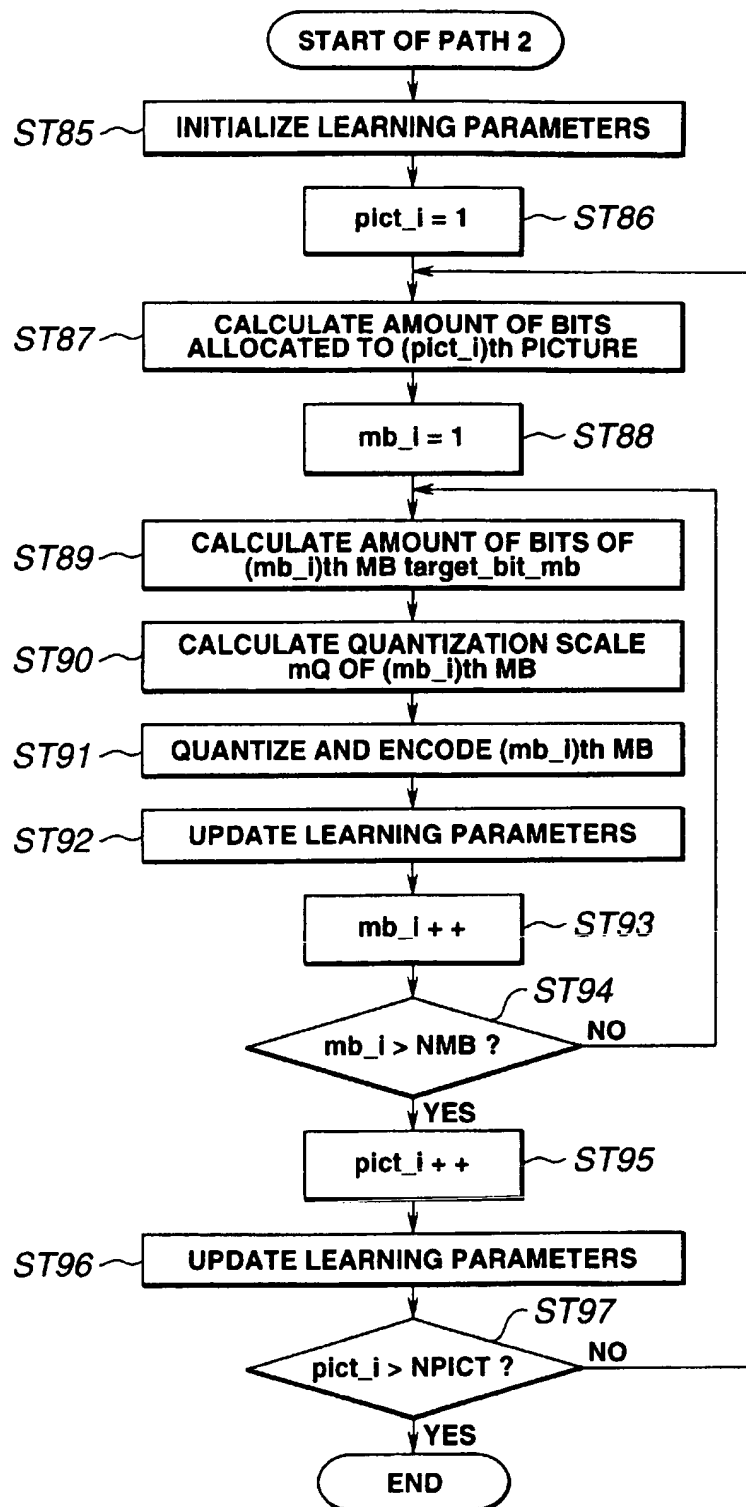 START OF PATH 2
ST85
INITIALIZE LEARNING PARAMETERS
pict_i = 1
ST86
ST87
CALCULATE AMOUNT OF BITS
ALLOCATED TO (pict_i)th PICTURE
mb_i = 1
ST88
ST89
CALCULATE AMOUNT OF BITS OF
(mb_i)th MB target_bit_mb
ST90
CALCULATE QUANTIZATION SCALE
mQ OF (mb_i)th MB
ST91
QUANTIZE AND ENCODE (mb_i)th MB
ST92
UPDATE LEARNING PARAMETERS
mb_i + +
ST93
ST94
mb_i > NMB ?
NO
YES
pict_i + +
ST95
ST96
UPDATE LEARNING PARAMETERS
ST97
pict_i > NPICT ?
NO
YES
END